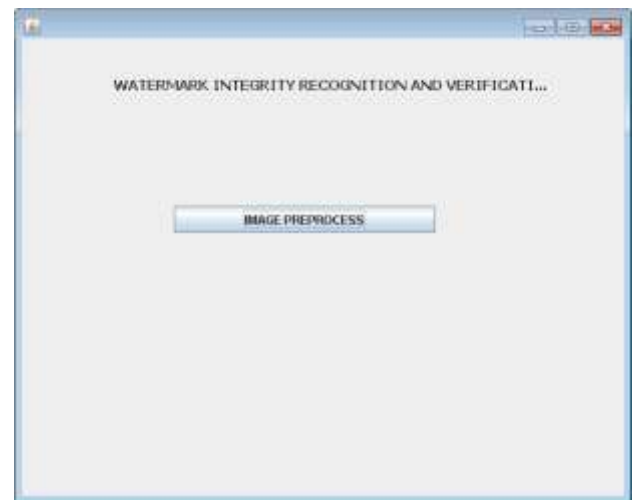 WATERMARK INTEGRITY RECOGNITION AND VERIFICATI...
IMAGE PREPROCESS